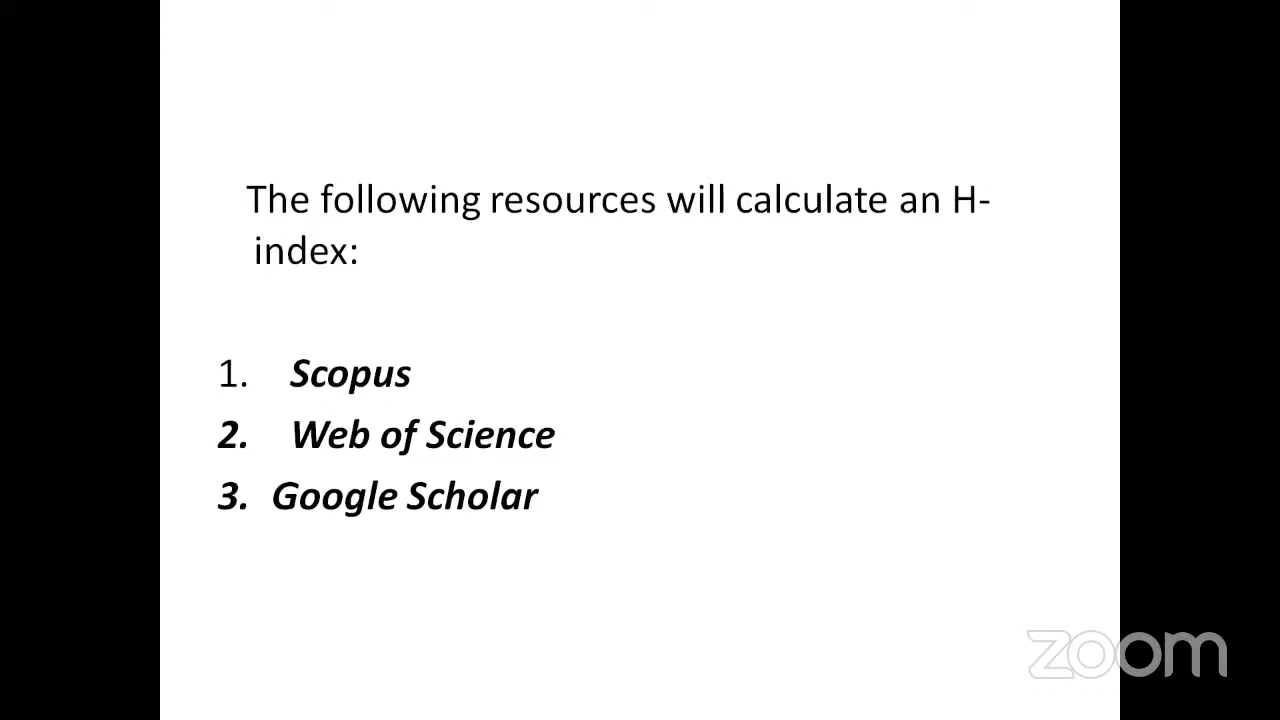 The following resources will calculate an H-
index:
1. Scopus
2. Web of Science
3. Google Scholar
zoom